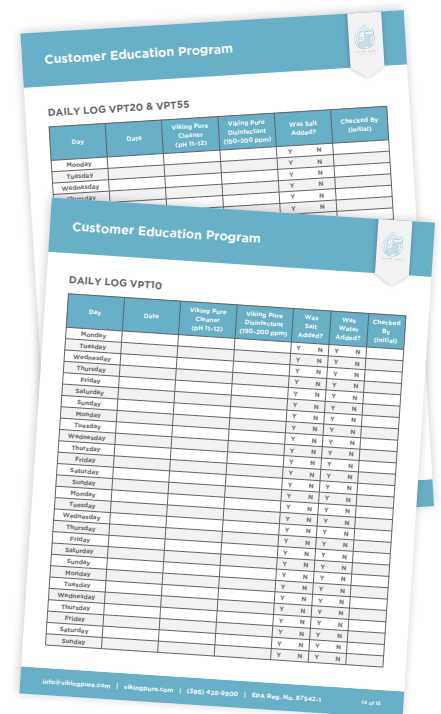 Customer Education Program
DAILY LOG VPT20 & VPT55
Day Date Viking Pure Cleaner (pH 11-12) Viking Pure Disinfectant (150-200 ppm) Was Salt Added? Checked By (Initial)
Monday Y N
Tuesday Y N
Wednesday Y N
Thursday Y N
Y N
Y N
Customer Education Program
DAILY LOG VPT10
Day Date Viking Pure Cleaner (pH 11-12) Viking Pure Disinfectant (150-200 ppm) Was Salt Added? Was Water Added? Checked By (Initial)
Monday Y N Y N
Tuesday Y N Y N
Wednesday Y N Y N
Thursday Y N Y N
Friday Y N Y N
Saturday Y N Y N
Sunday Y N Y N
Monday Y N Y N
Tuesday Y N Y N
Wednesday Y N Y N
Thursday Y N Y N
Friday Y N Y N
Saturday Y N Y N
Sunday Y N Y N
Monday Y N Y N
Tuesday Y N Y N
Wednesday Y N Y N
Thursday Y N Y N
Friday Y N Y N
Saturday Y N Y N
Sunday Y N Y N
Monday Y N Y N
Tuesday Y N Y N
Wednesday Y N Y N
Thursday Y N Y N
Friday Y N Y N
Saturday Y N Y N
Sunday Y N Y N
info@vikingpure.com | vikingpure.com | (386) 428-9800 | EPA Reg. No. 87542-1 14 of 15